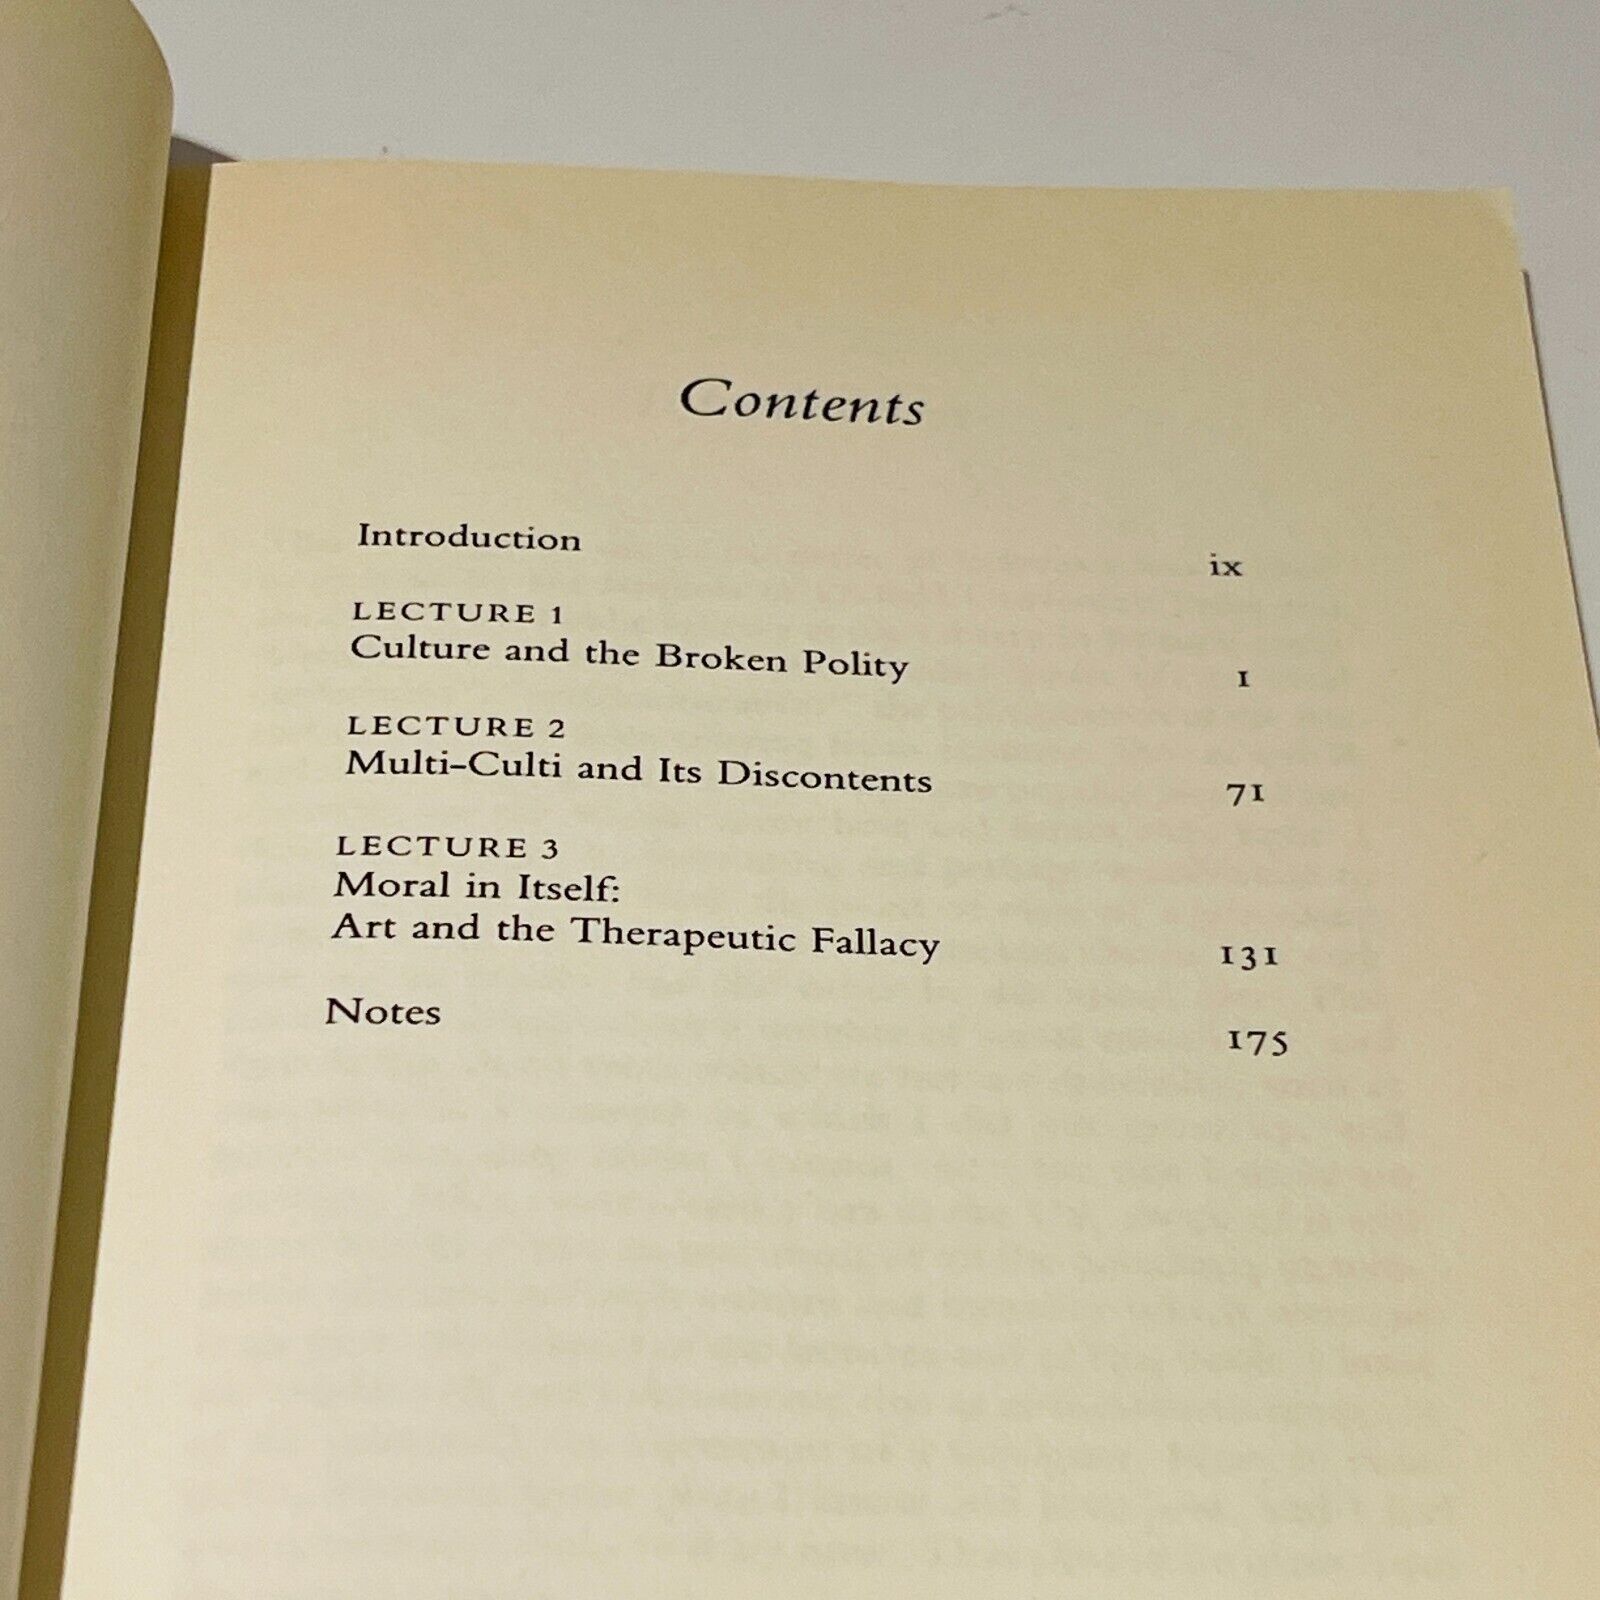 Contents
Introduction ix
LECTURE 1
Culture and the Broken Polity 1
LECTURE 2
Multi-Culti and Its Discontents 71
LECTURE 3
Moral in Itself:
Art and the Therapeutic Fallacy 131
Notes 175